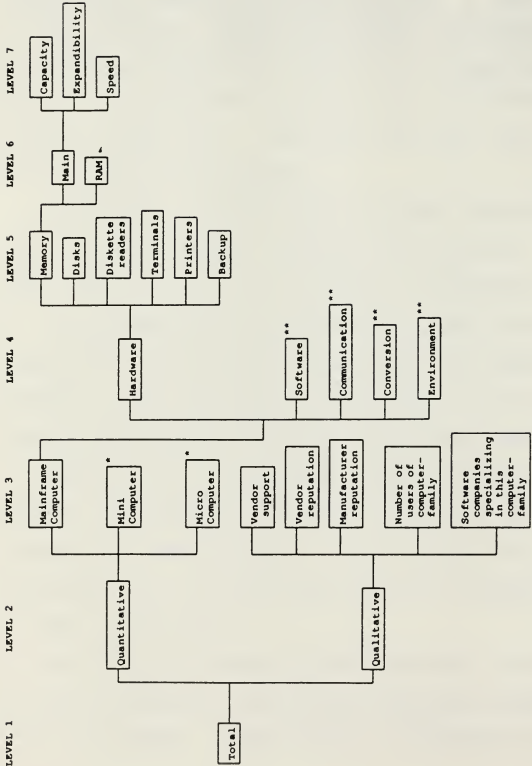 LEVEL 1
LEVEL 2
LEVEL 3
LEVEL 4
LEVEL 5
LEVEL 6
LEVEL 7
Total
Quantitative
Qualitative
Mainframe
Computer
Mini *
Computer
Micro *
Computer
Vendor
support
Vendor
reputation
Manufacturer
reputation
Number of
users of
computer-
family
Software
companies
specializing
in this
computer-
family
Hardware
Software **
Communication **
Conversion **
Environment **
Memory
Disks
Diskette
readers
Terminals
Printers
Backup
Main
RAM
Capacity
Expandibility
Speed